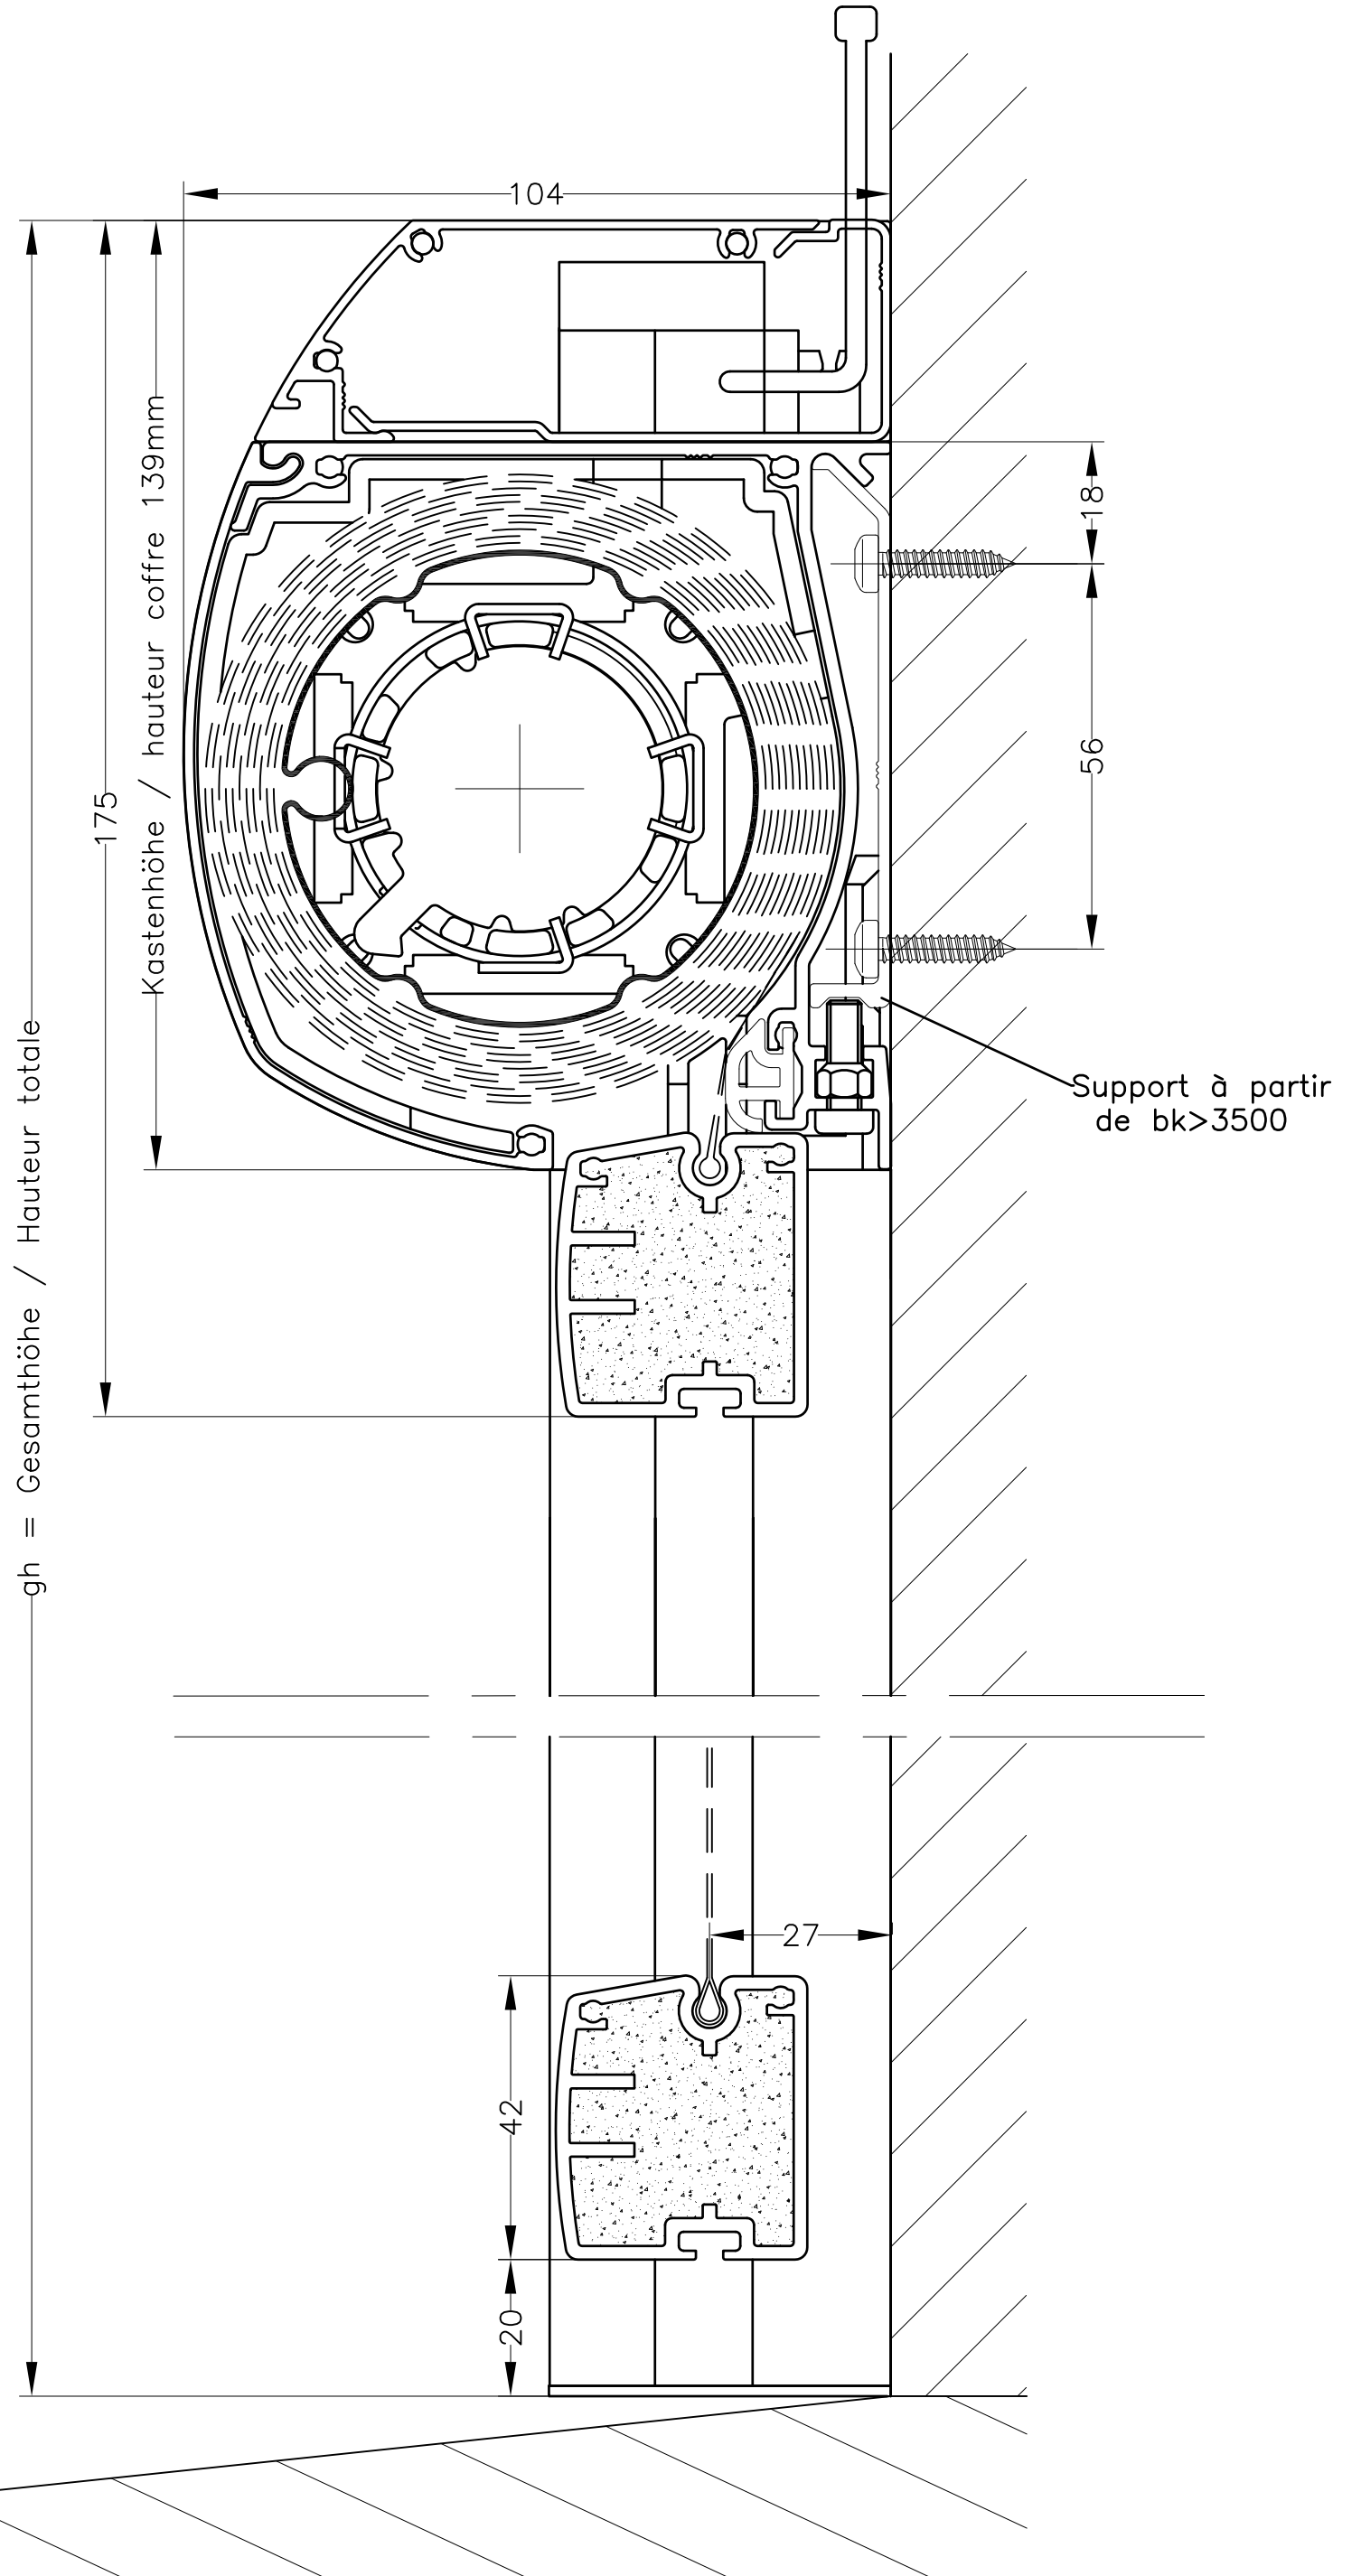 104
18
56
Kastenhöhe / hauteur coffre 139mm
175
gh = Gesamthöhe / Hauteur totale
Support à partir
de bk>3500
27
42
20